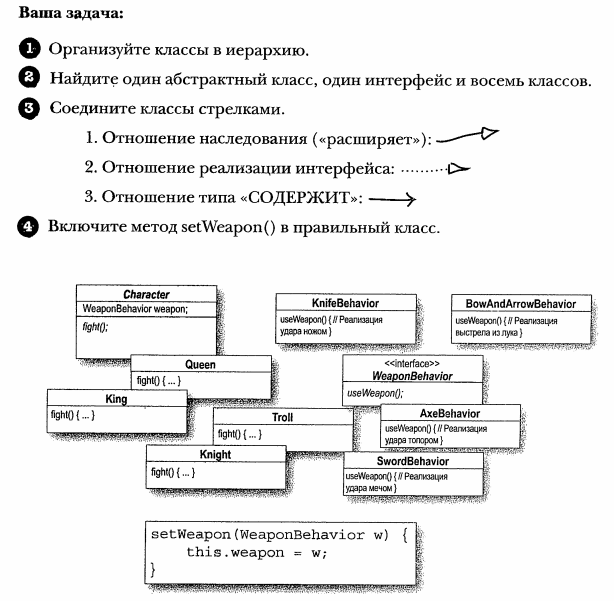 Ваша задача:
1 Организуйте классы в иерархию.
2 Найдите один абстрактный класс, один интерфейс и восемь классов.
3 Соедините классы стрелками.
1. Отношение наследования («расширяет»):
2. Отношение реализации интерфейса:
3. Отношение типа «СОДЕРЖИТ»:
4 Включите метод setWeapon() в правильный класс.
Character
WeaponBehavior weapon;
fight();
KnifeBehavior
useWeapon() { // Реализация
удара ножом }
BowAndArrowBehavior
useWeapon() { // Реализация
выстрела из лука }
Queen
fight() { ... }
<<interface>>
WeaponBehavior
useWeapon();
King
fight() { ... }
Troll
fight() { ... }
AxeBehavior
useWeapon() { // Реализация
удара топором }
Knight
fight() { ... }
SwordBehavior
useWeapon() { // Реализация
удара мечом }
setWeapon(WeaponBehavior w) {
this.weapon = w;
}